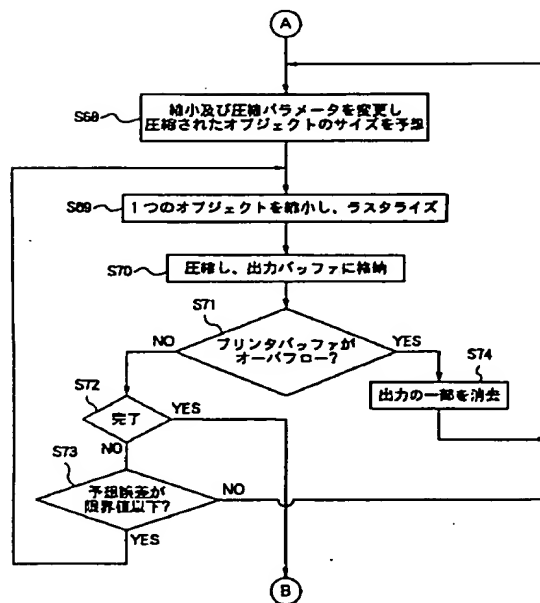 A
S68
縮小及び圧縮パラメータを変更し
圧縮されたオブジェクトのサイズを予想
S69
1つのオブジェクトを縮小し、ラスタライズ
S70
圧縮し、出力バッファに格納
S71
プリンタバッファが
オーバフロー?
NO
YES
S74
出力の一部を消去
S72
完了
YES
NO
S73
予想誤差が
限界値以下?
NO
YES
B